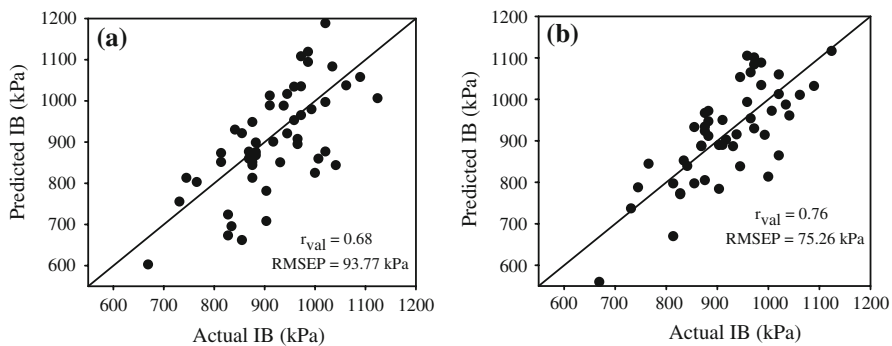 (a)
Predicted IB (kPa)
1200
1100
1000
900
800
700
600
r_val = 0.68
RMSEP = 93.77 kPa
600 700 800 900 1000 1100 1200
Actual IB (kPa)
(b)
Predicted IB (kPa)
1200
1100
1000
900
800
700
600
550
r_val = 0.76
RMSEP = 75.26 kPa
600 700 800 900 1000 1100 1200
Actual IB (kPa)